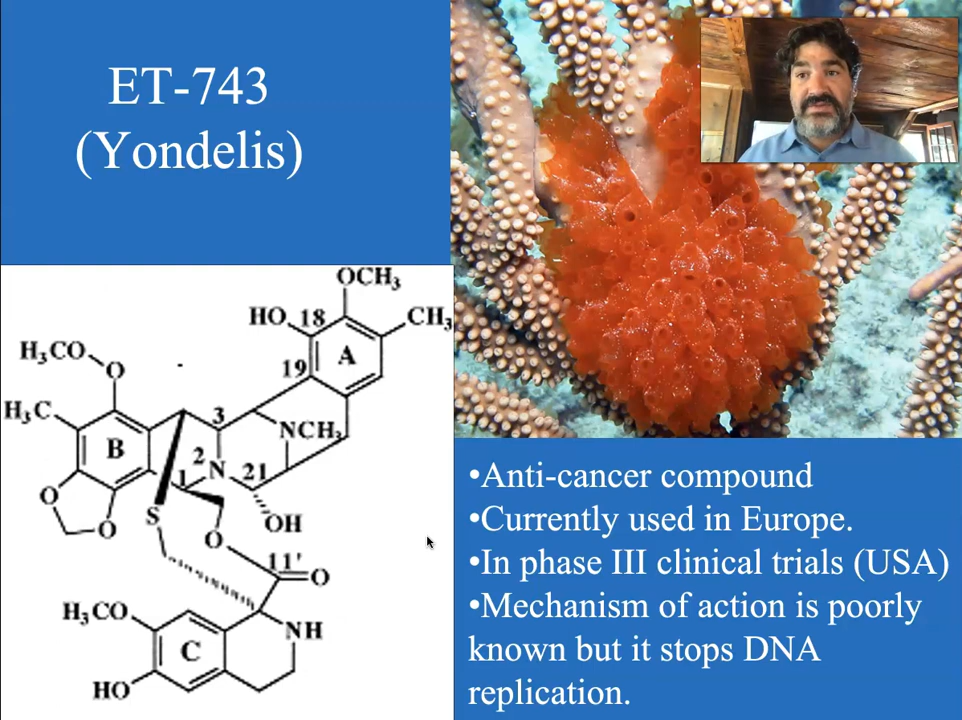 ET-743
(Yondelis)
OCH₃
HO 18 CH₃
19 A
H₃CO
O
H₃C 3 NCH₃
B 2 N 21
1
O O S OH
O
11'
O
H₃CO NH
C
HO
•Anti-cancer compound
•Currently used in Europe.
•In phase III clinical trials (USA)
•Mechanism of action is poorly
known but it stops DNA
replication.